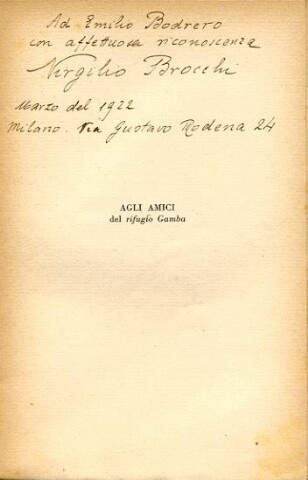 Ad Emilio Bodrero
con affettuosa riconoscenza
Virgilio Brocchi
Marzo del 1922
Milano. Via Gustavo Modena 24
AGLI AMICI
del rifugio Gamba